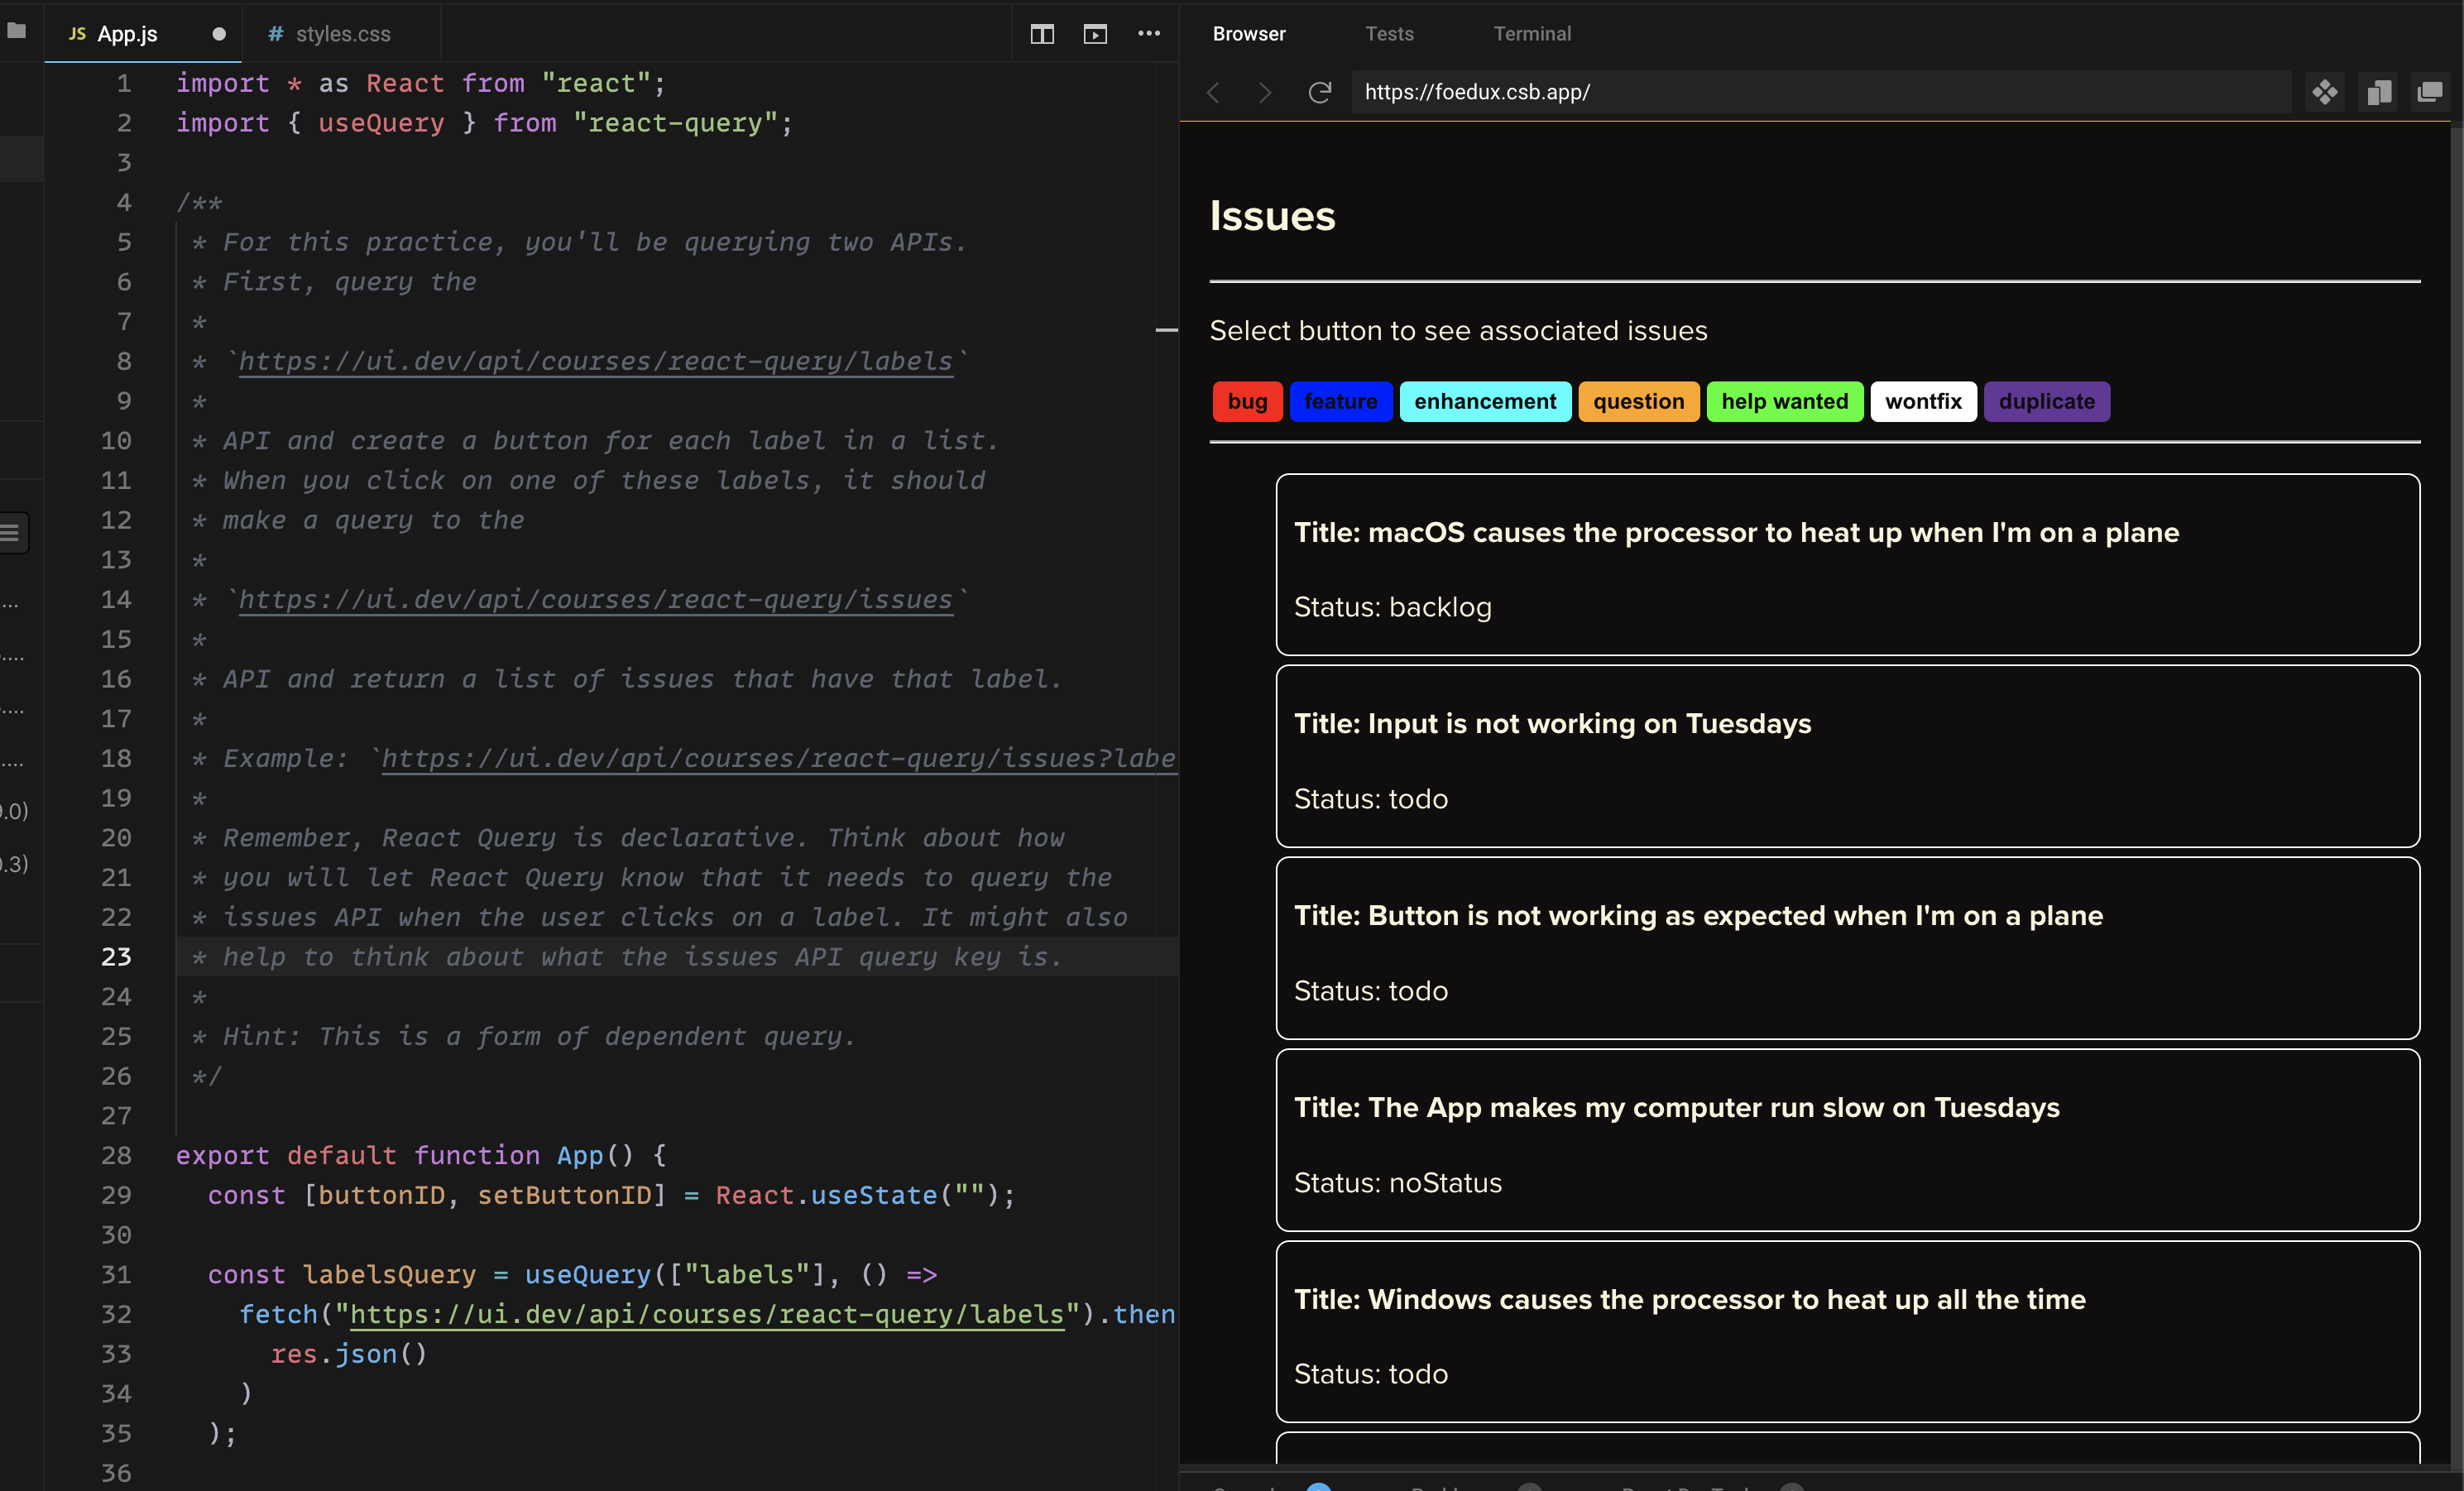 JS App.js
# styles.css
1 import * as React from "react";
2 import { useQuery } from "react-query";
3
4 /**
5 * For this practice, you'll be querying two APIs.
6 * First, query the
7 *
8 * `https://ui.dev/api/courses/react-query/labels`
9 *
10 * API and create a button for each label in a list.
11 * When you click on one of these labels, it should
12 * make a query to the
13 *
14 * `https://ui.dev/api/courses/react-query/issues`
15 *
16 * API and return a list of issues that have that label.
17 *
18 * Example: `https://ui.dev/api/courses/react-query/issues?labe
19 *
20 * Remember, React Query is declarative. Think about how
21 * you will let React Query know that it needs to query the
22 * issues API when the user clicks on a label. It might also
23 * help to think about what the issues API query key is.
24 *
25 * Hint: This is a form of dependent query.
26 */
27
28 export default function App() {
29 const [buttonID, setButtonID] = React.useState("");
30
31 const labelsQuery = useQuery(["labels"], () =>
32 fetch("https://ui.dev/api/courses/react-query/labels").then
33 res.json()
34 )
35 );
36
.0)
.3)
Browser Tests Terminal
https://foedux.csb.app/
Issues
Select button to see associated issues
bug feature enhancement question help wanted wontfix duplicate
Title: macOS causes the processor to heat up when I'm on a plane
Status: backlog
Title: Input is not working on Tuesdays
Status: todo
Title: Button is not working as expected when I'm on a plane
Status: todo
Title: The App makes my computer run slow on Tuesdays
Status: noStatus
Title: Windows causes the processor to heat up all the time
Status: todo